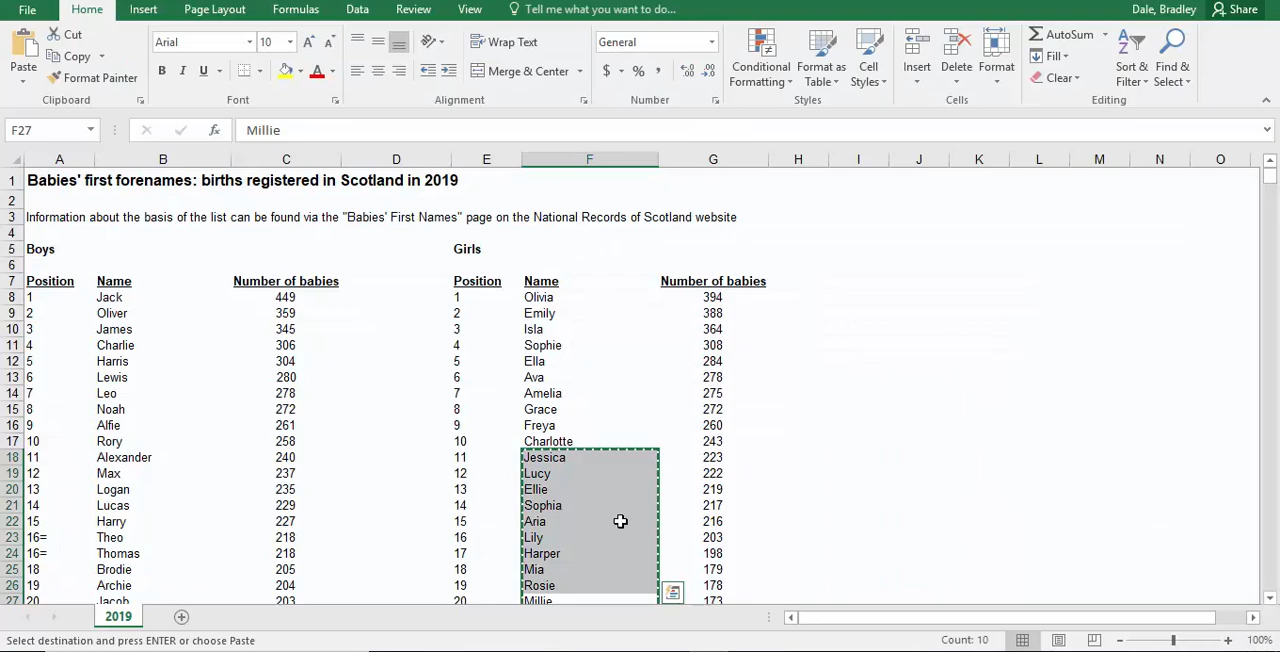 File Home Insert Page Layout Formulas Data Review View Tell me what you want to do... Dale, Bradley Share
Cut Arial 10 Wrap Text General AutoSum
Paste Copy Conditional Formatting Format as Table Cell Styles Insert Delete Format Fill Sort & Filter Find & Select
Format Painter B I U A Merge & Center $ % , Clear
Clipboard Font Alignment Number Styles Cells Editing
F27 fx Millie
A B C D E F G H I J K L M N O
1 Babies' first forenames: births registered in Scotland in 2019
2
3 Information about the basis of the list can be found via the "Babies' First Names" page on the National Records of Scotland website
4
5 Boys Girls
6
7 Position Name Number of babies Position Name Number of babies
8 1 Jack 449 1 Olivia 394
9 2 Oliver 359 2 Emily 388
10 3 James 345 3 Isla 364
11 4 Charlie 306 4 Sophie 308
12 5 Harris 304 5 Ella 284
13 6 Lewis 280 6 Ava 278
14 7 Leo 278 7 Amelia 275
15 8 Noah 272 8 Grace 272
16 9 Alfie 261 9 Freya 260
17 10 Rory 258 10 Charlotte 243
18 11 Alexander 240 11 Jessica 223
19 12 Max 237 12 Lucy 222
20 13 Logan 235 13 Ellie 219
21 14 Lucas 229 14 Sophia 217
22 15 Harry 227 15 Aria 216
23 16= Theo 218 16 Lily 203
24 16= Thomas 218 17 Harper 198
25 18 Brodie 205 18 Mia 179
26 19 Archie 204 19 Rosie 178
27 20 Jacob 203 20 Millie 173
2019
Select destination and press ENTER or choose Paste Count: 10 100%